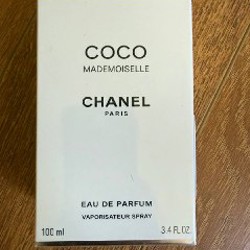 COCO
MADEMOISELLE
CHANEL
PARIS
EAU DE PARFUM
VAPORISATEUR SPRAY
100 ml 3.4 FL.OZ.